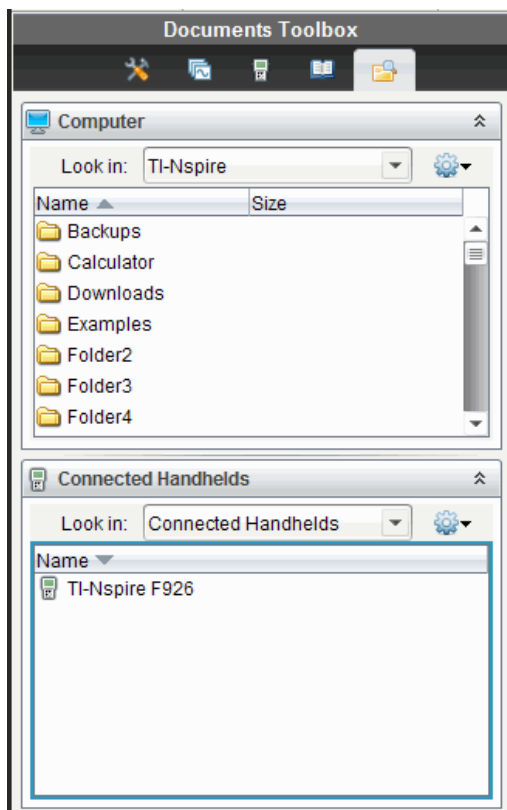 Documents Toolbox
Computer
Look in: TI-Nspire
Name Size
Backups
Calculator
Downloads
Examples
Folder2
Folder3
Folder4
Connected Handhelds
Look in: Connected Handhelds
Name
TI-Nspire F926